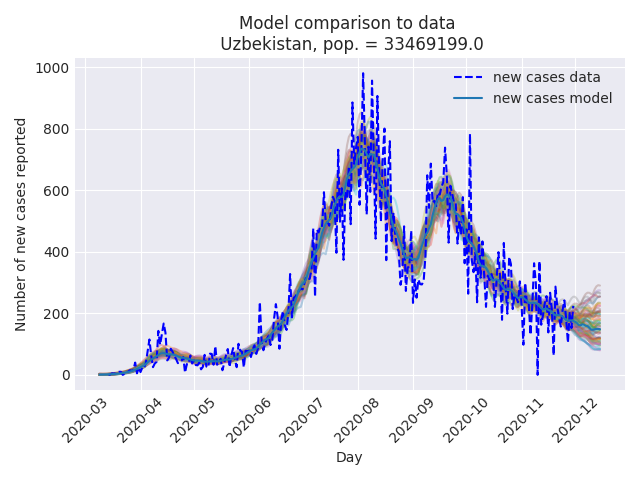 Model comparison to data
Uzbekistan, pop. = 33469199.0
new cases data
new cases model
Number of new cases reported
1000
800
600
400
200
0
2020-03
2020-04
2020-05
2020-06
2020-07
2020-08
2020-09
2020-10
2020-11
2020-12
Day